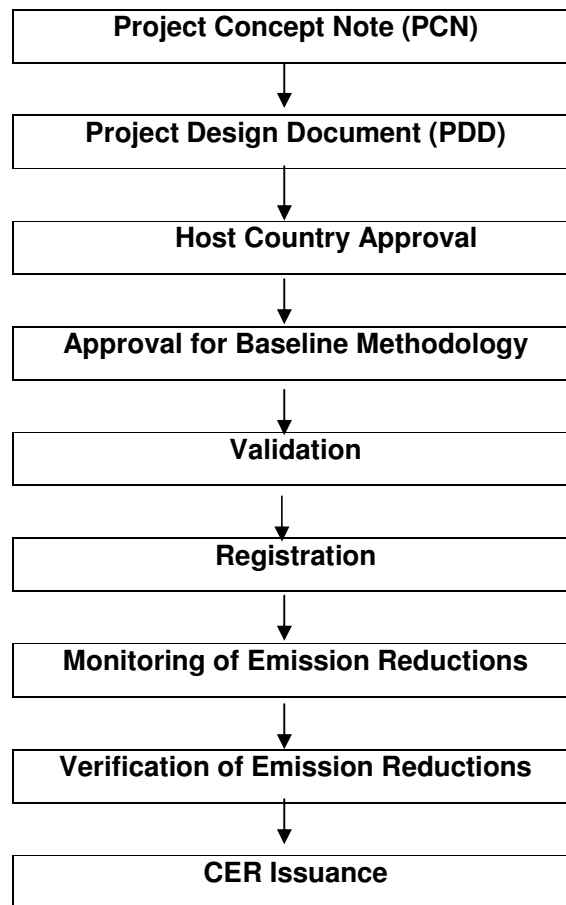 Project Concept Note (PCN)
Project Design Document (PDD)
Host Country Approval
Approval for Baseline Methodology
Validation
Registration
Monitoring of Emission Reductions
Verification of Emission Reductions
CER Issuance